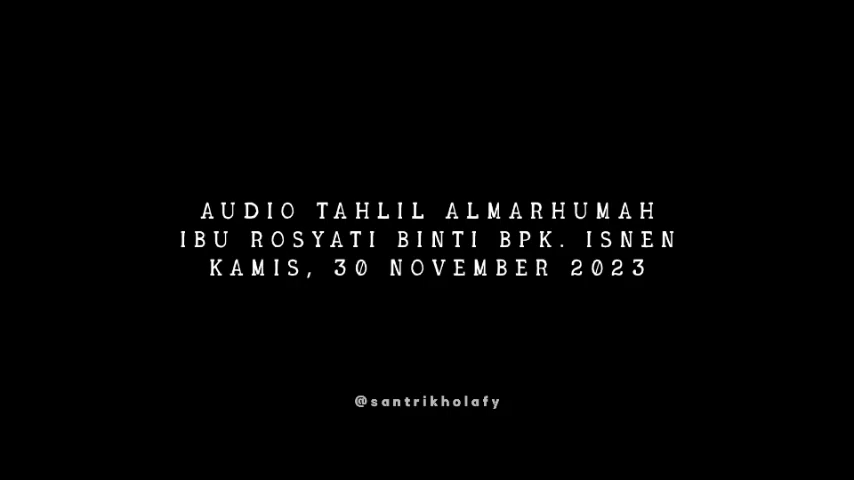 AUDIO TAHLIL ALMARHUMAH
IBU ROSYATI BINTI BPK. ISNEN
KAMIS, 30 NOVEMBER 2023
@santrikholafy